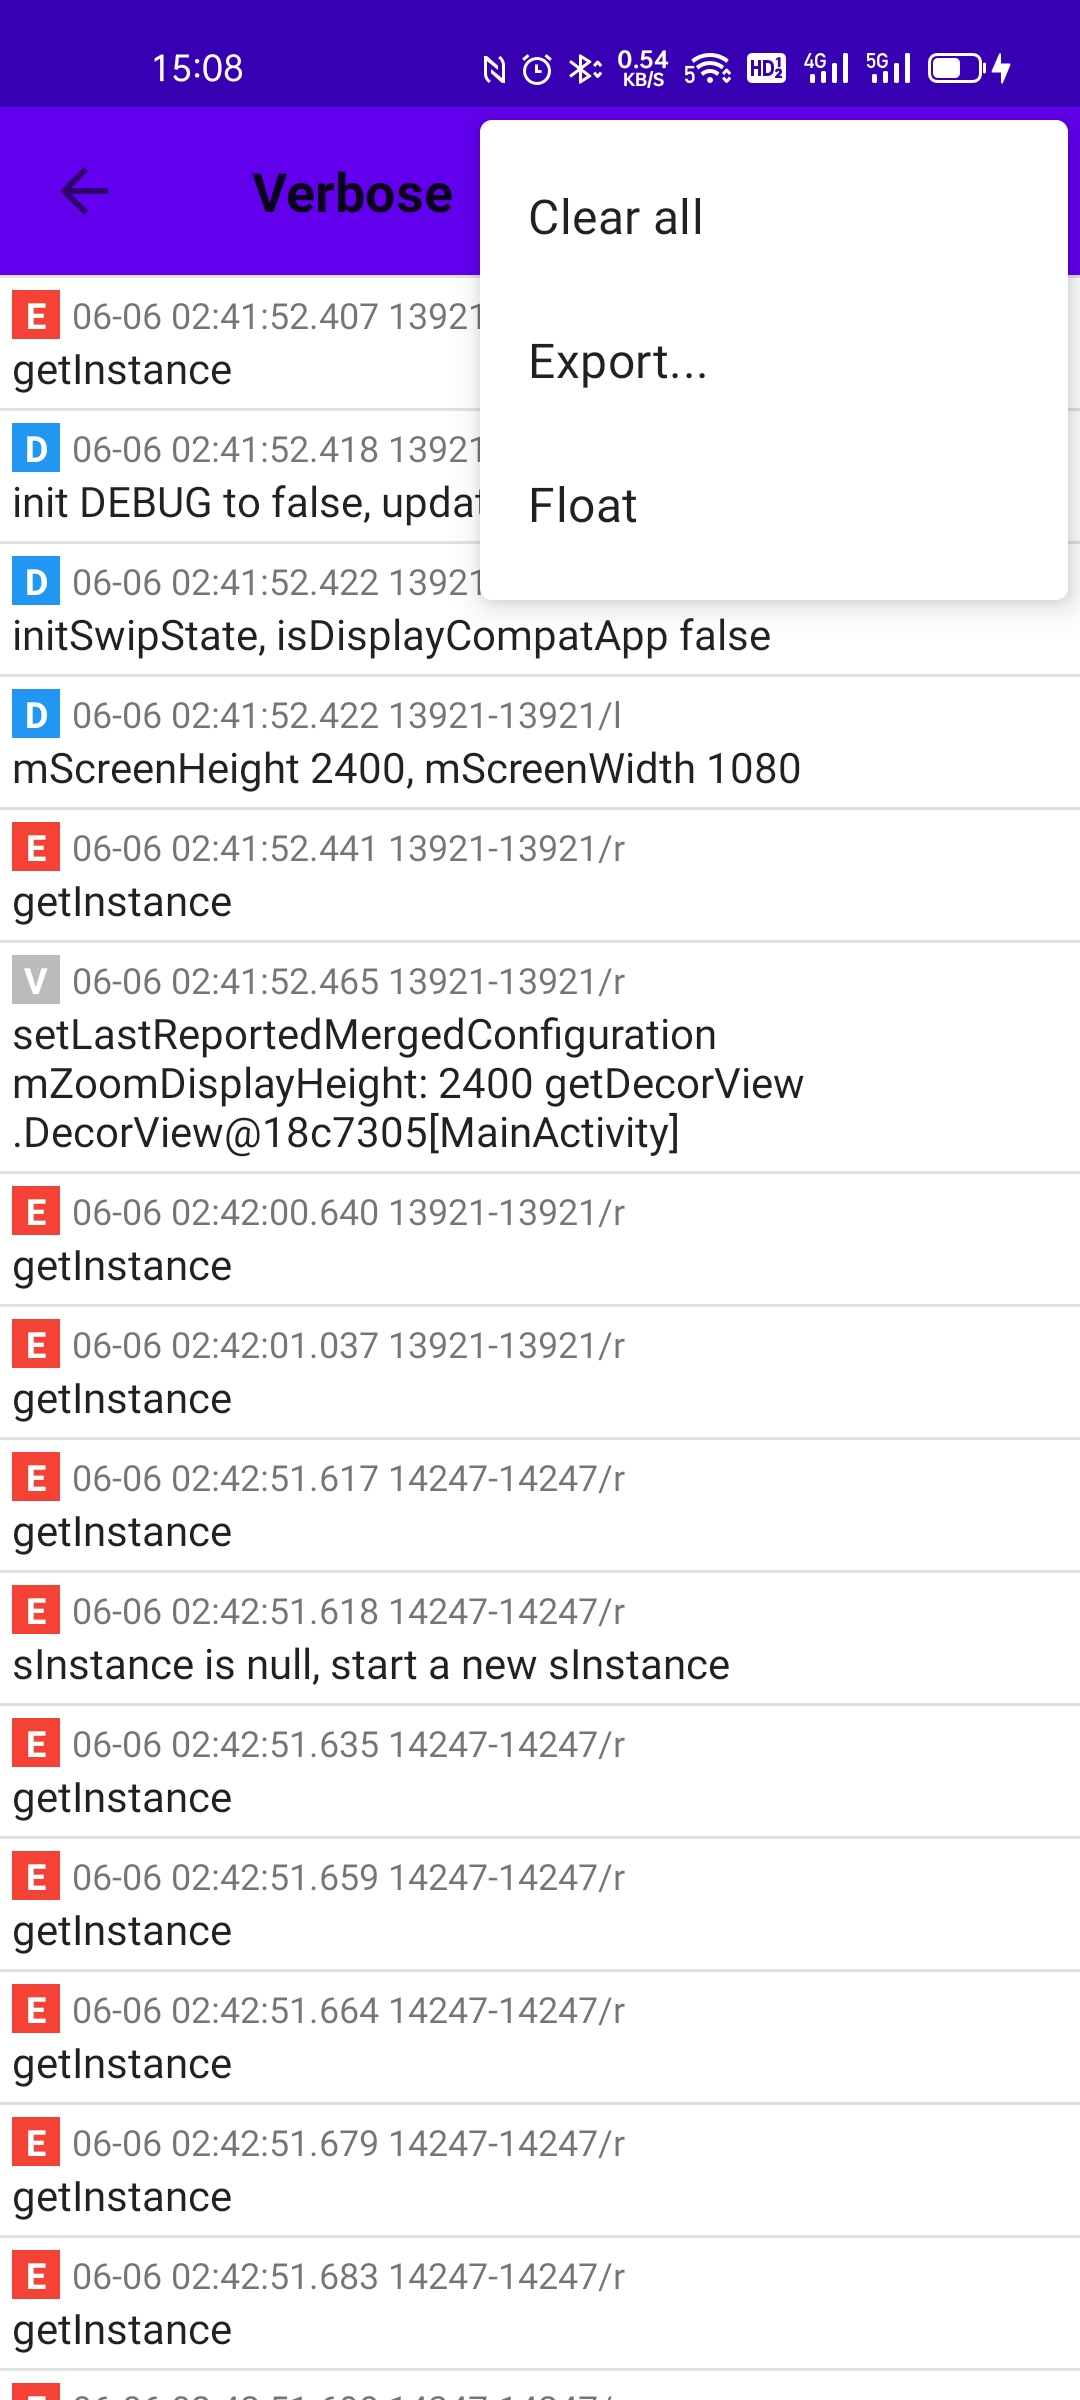 15:08 0.54 KB/S 5 HD 1 2 4G 5G
Verbose
Clear all
Export...
Float
E 06-06 02:41:52.407 13921
getInstance
D 06-06 02:41:52.418 13921
init DEBUG to false, updat
D 06-06 02:41:52.422 13921
initSwipState, isDisplayCompatApp false
D 06-06 02:41:52.422 13921-13921/l
mScreenHeight 2400, mScreenWidth 1080
E 06-06 02:41:52.441 13921-13921/r
getInstance
V 06-06 02:41:52.465 13921-13921/r
setLastReportedMergedConfiguration
mZoomDisplayHeight: 2400 getDecorView
.DecorView@18c7305[MainActivity]
E 06-06 02:42:00.640 13921-13921/r
getInstance
E 06-06 02:42:01.037 13921-13921/r
getInstance
E 06-06 02:42:51.617 14247-14247/r
getInstance
E 06-06 02:42:51.618 14247-14247/r
sInstance is null, start a new sInstance
E 06-06 02:42:51.635 14247-14247/r
getInstance
E 06-06 02:42:51.659 14247-14247/r
getInstance
E 06-06 02:42:51.664 14247-14247/r
getInstance
E 06-06 02:42:51.679 14247-14247/r
getInstance
E 06-06 02:42:51.683 14247-14247/r
getInstance